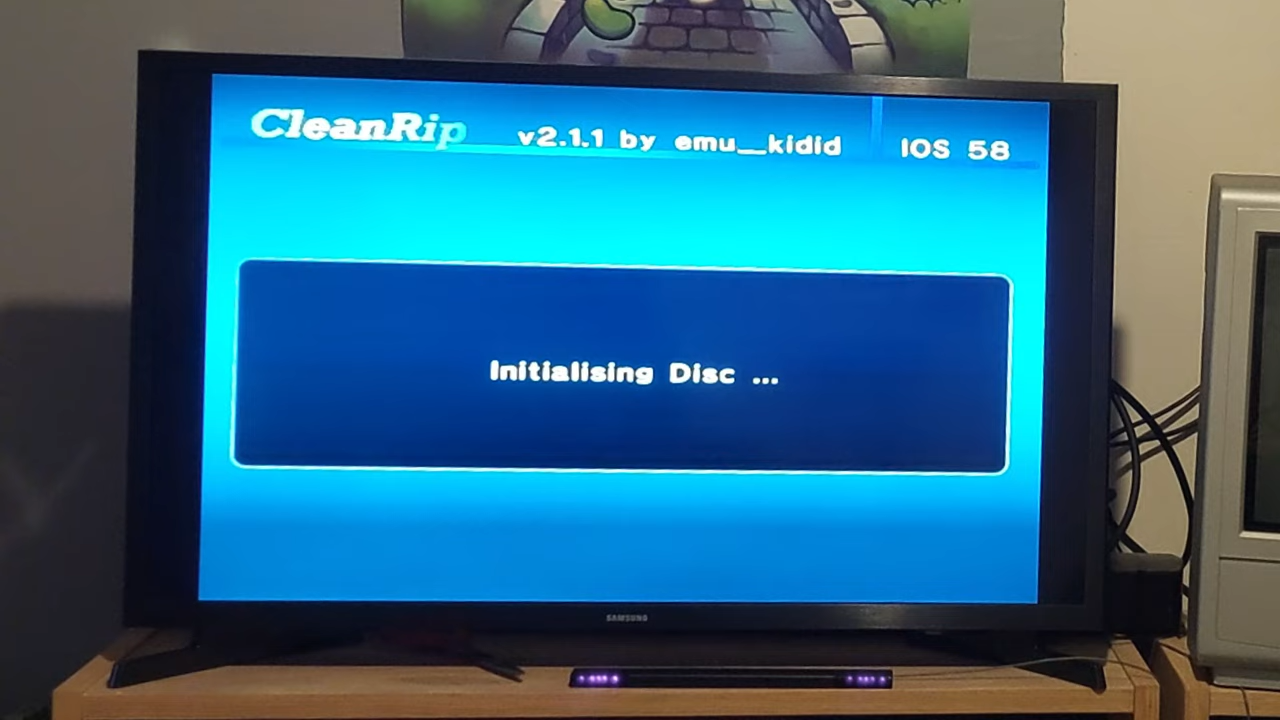 CleanRip v2.1.1 by emu_kidid IOS 58
Initialising Disc ...
SAMSUNG